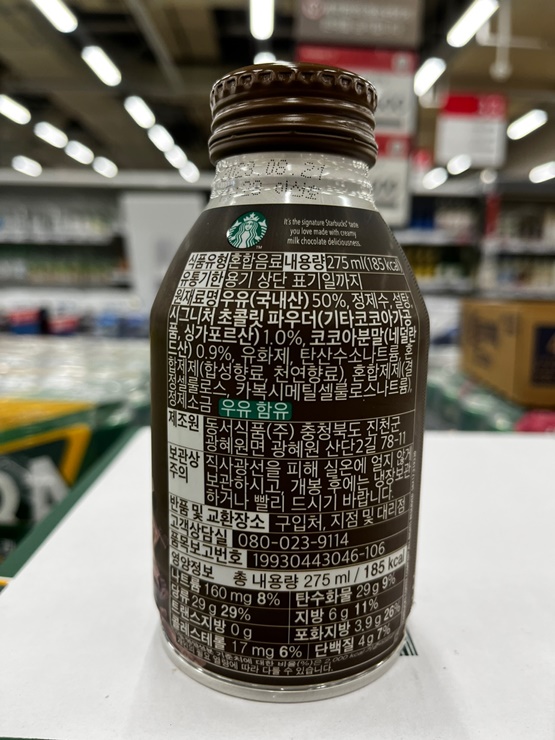 It's the signature Starbucks® taste
you love made with creamy
milk chocolate deliciousness.
식품유형 혼합음료 내용량 275 ml (185 kcal)
유통기한 용기 상단 표기일까지
원재료명 우유(국내산) 50%, 정제수, 설탕,
시그니처 초콜릿 파우더(기타코코아가공
품, 싱가포르산) 1.0%, 코코아분말(네덜란
드산) 0.9%, 유화제, 탄산수소나트륨, 혼
합제제(합성향료, 천연향료), 혼합제제(결
정셀룰로스, 카복시메틸셀룰로스나트륨),
정제소금 우유 함유
제조원 동서식품(주) 충청북도 진천군
광혜원면 광혜원 산단2길 78-11
보관상 주의 직사광선을 피해 실온에 얼지 않게
보관하시고, 개봉 후에는 냉장보관
하거나 빨리 드시기 바랍니다.
반품 및 교환장소 구입처, 지점 및 대리점
고객상담실 080-023-9114
품목보고번호 19930443046-106
영양정보 총 내용량 275 ml / 185 kcal
나트륨 160 mg 8% 탄수화물 29 g 9%
당류 29 g 29% 지방 6 g 11%
트랜스지방 0 g 포화지방 3.9 g 26%
콜레스테롤 17 mg 6% 단백질 4 g 7%